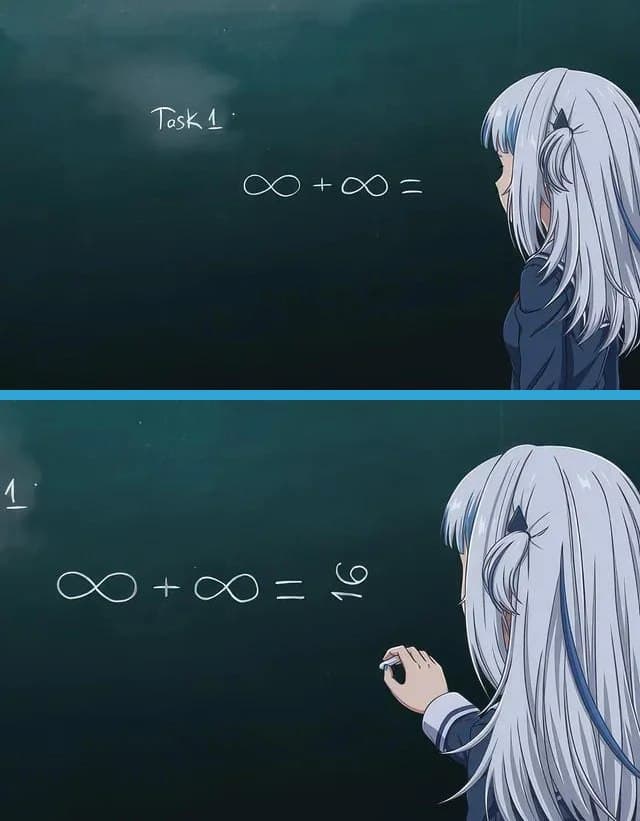 Task 1.
∞ + ∞ =
1.
∞ + ∞ = 16